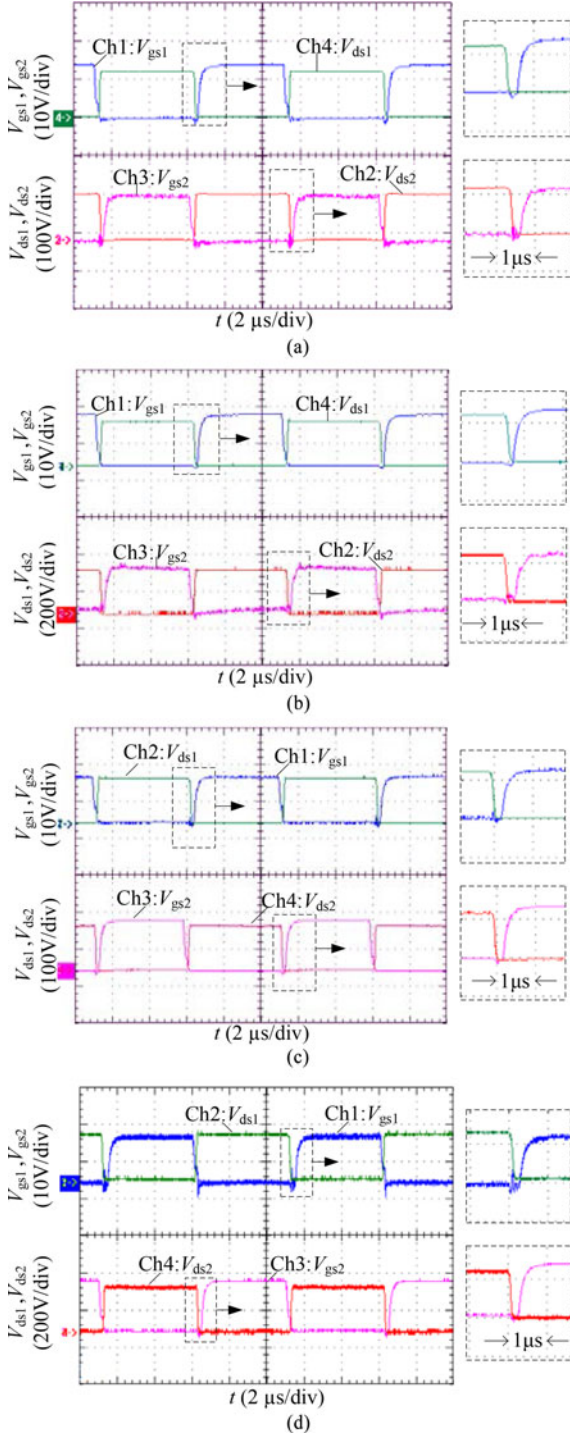 Ch1:Vgs1
Ch4:Vds1
Vgs1,Vgs2
(10V/div)
4
Ch3:Vgs2
Ch2:Vds2
Vds1,Vds2
(100V/div)
2
1μs
t (2 μs/div)
(a)
Ch1:Vgs1
Ch4:Vds1
Vgs1,Vgs2
(10V/div)
Ch3:Vgs2
Ch2:Vds2
Vds1,Vds2
(200V/div)
1μs
t (2 μs/div)
(b)
Ch2:Vds1
Ch1:Vgs1
Vgs1,Vgs2
(10V/div)
Ch3:Vgs2
Ch4:Vds2
Vds1,Vds2
(100V/div)
1μs
t (2 μs/div)
(c)
Ch2:Vds1
Ch1:Vgs1
Vgs1,Vgs2
(10V/div)
Ch4:Vds2
Ch3:Vgs2
Vds1,Vds2
(200V/div)
1μs
t (2 μs/div)
(d)